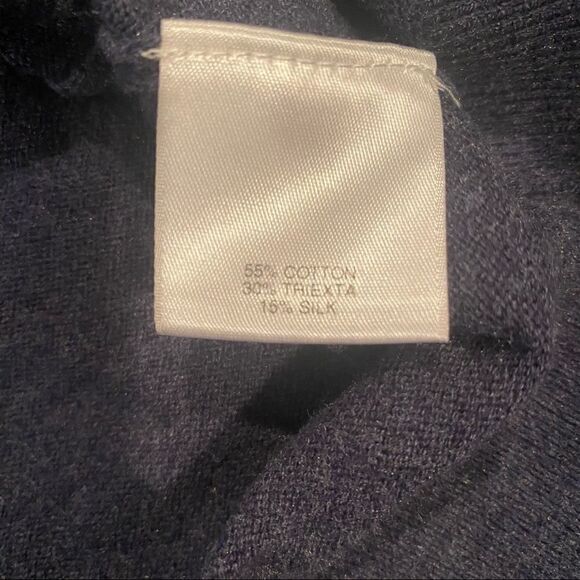 55% COTTON
30% TRIEXTA
15% SILK